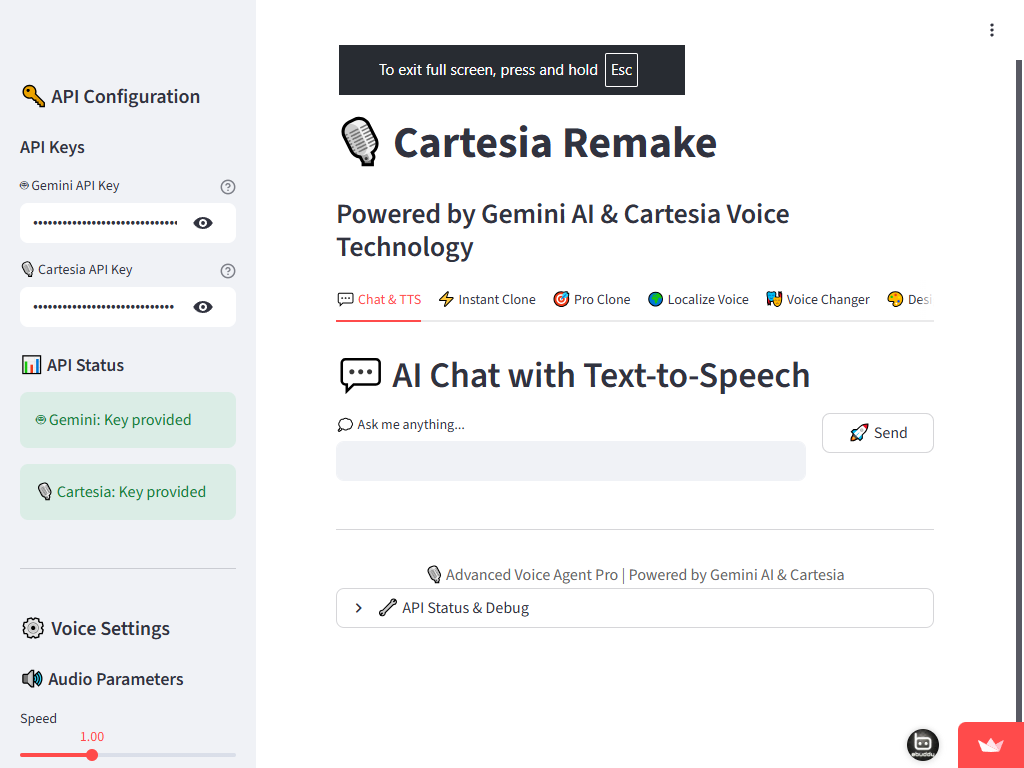 API Configuration
API Keys
Gemini API Key
••••••••••••••••••••••••••••••
Cartesia API Key
•••••••••••••••••••••••••••••
API Status
Gemini: Key provided
Cartesia: Key provided
Voice Settings
Audio Parameters
Speed
1.00
To exit full screen, press and hold Esc
Cartesia Remake
Powered by Gemini AI & Cartesia Voice
Technology
Chat & TTS Instant Clone Pro Clone Localize Voice Voice Changer Desi
AI Chat with Text-to-Speech
Ask me anything...
Send
Advanced Voice Agent Pro | Powered by Gemini AI & Cartesia
API Status & Debug